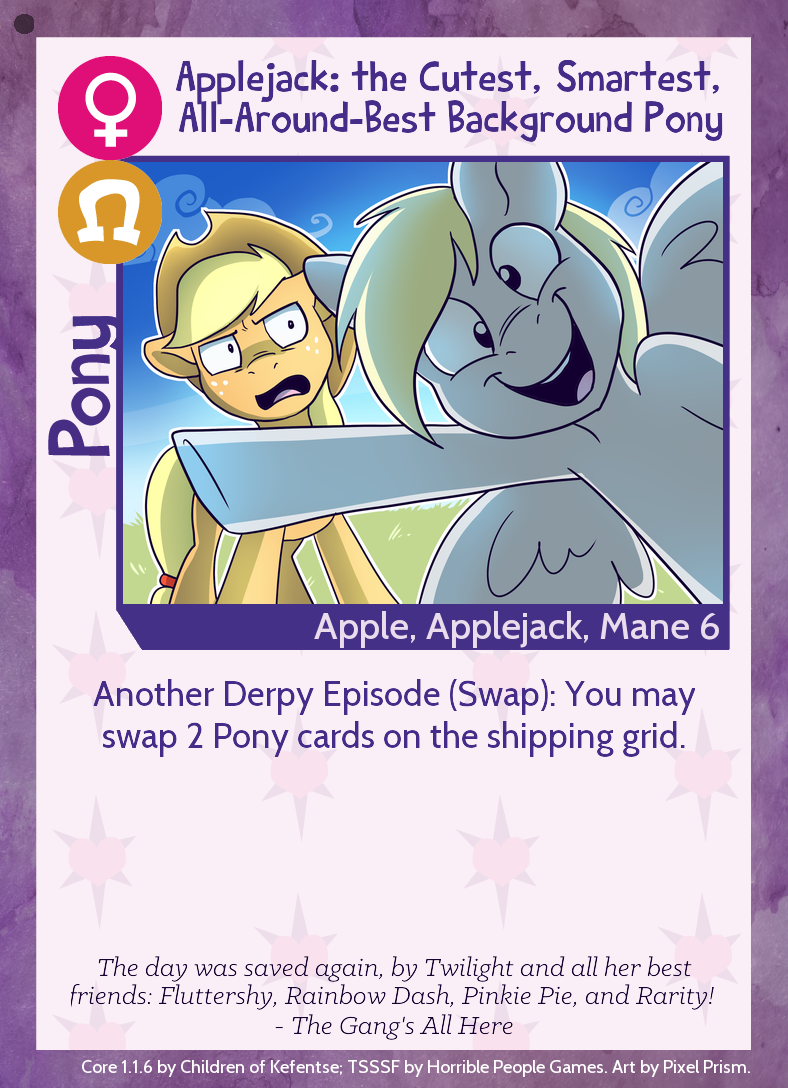 Applejack: the Cutest, Smartest,
All-Around-Best Background Pony
Pony
Apple, Applejack, Mane 6
Another Derpy Episode (Swap): You may
swap 2 Pony cards on the shipping grid.
The day was saved again, by Twilight and all her best
friends: Fluttershy, Rainbow Dash, Pinkie Pie, and Rarity!
- The Gang's All Here
Core 1.1.6 by Children of Kefentse; TSSSF by Horrible People Games. Art by Pixel Prism.